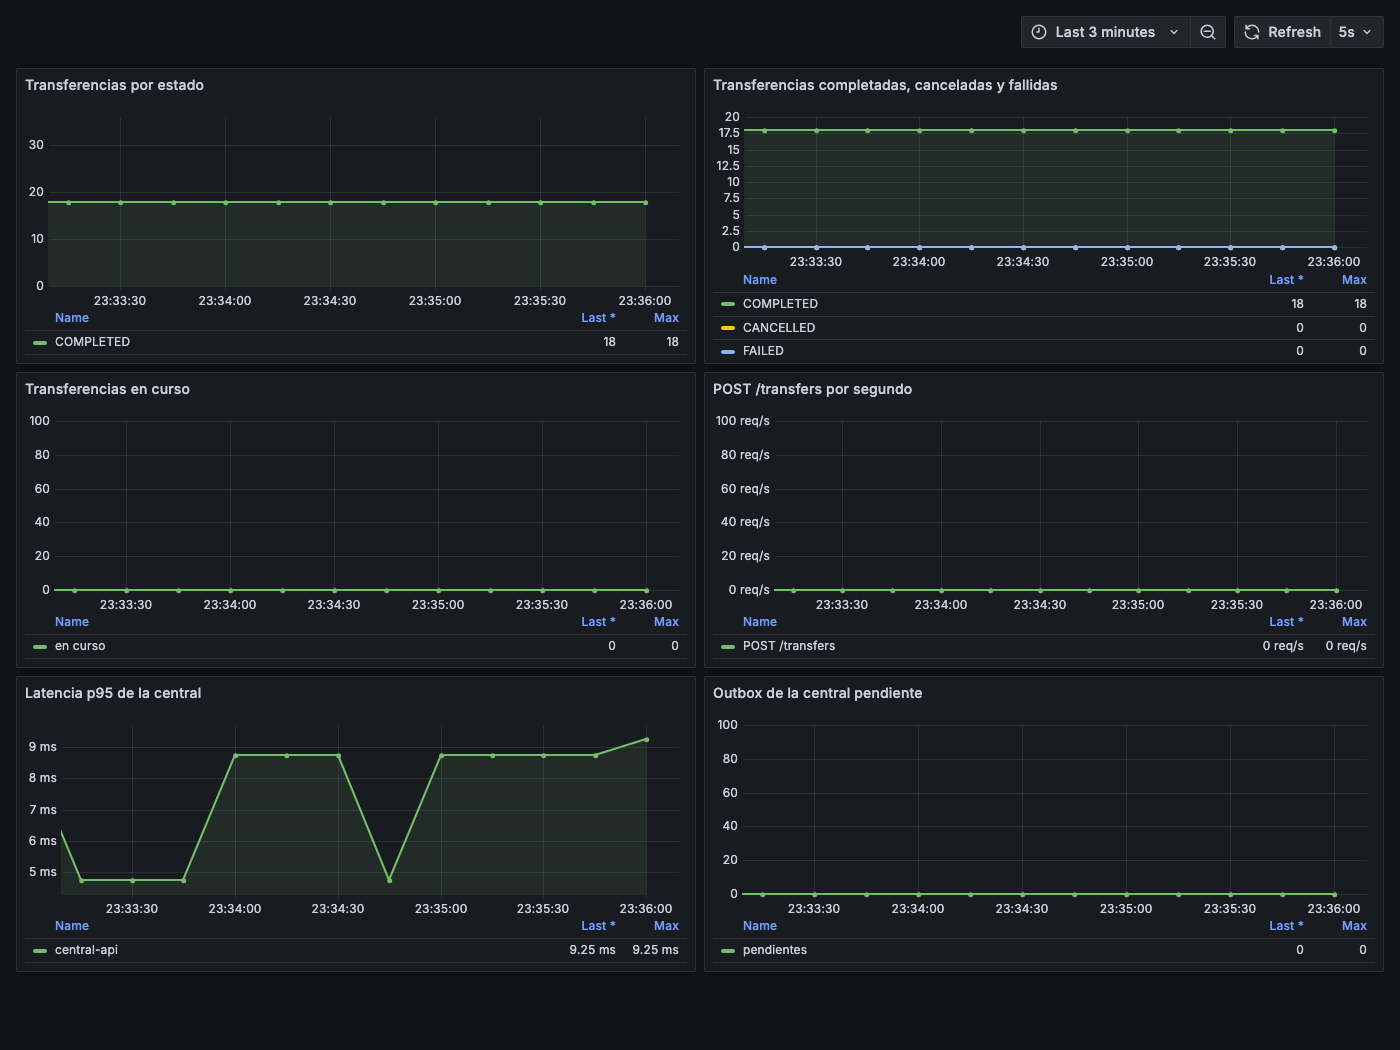 Last 3 minutes
Refresh
5s
Transferencias por estado
30
20
10
0
23:33:30 23:34:00 23:34:30 23:35:00 23:35:30 23:36:00
Name Last * Max
COMPLETED 18 18
Transferencias completadas, canceladas y fallidas
20
17.5
15
12.5
10
7.5
5
2.5
0
23:33:30 23:34:00 23:34:30 23:35:00 23:35:30 23:36:00
Name Last * Max
COMPLETED 18 18
CANCELLED 0 0
FAILED 0 0
Transferencias en curso
100
80
60
40
20
0
23:33:30 23:34:00 23:34:30 23:35:00 23:35:30 23:36:00
Name Last * Max
en curso 0 0
POST /transfers por segundo
100 req/s
80 req/s
60 req/s
40 req/s
20 req/s
0 req/s
23:33:30 23:34:00 23:34:30 23:35:00 23:35:30 23:36:00
Name Last * Max
POST /transfers 0 req/s 0 req/s
Latencia p95 de la central
9 ms
8 ms
7 ms
6 ms
5 ms
23:33:30 23:34:00 23:34:30 23:35:00 23:35:30 23:36:00
Name Last * Max
central-api 9.25 ms 9.25 ms
Outbox de la central pendiente
100
80
60
40
20
0
23:33:30 23:34:00 23:34:30 23:35:00 23:35:30 23:36:00
Name Last * Max
pendientes 0 0